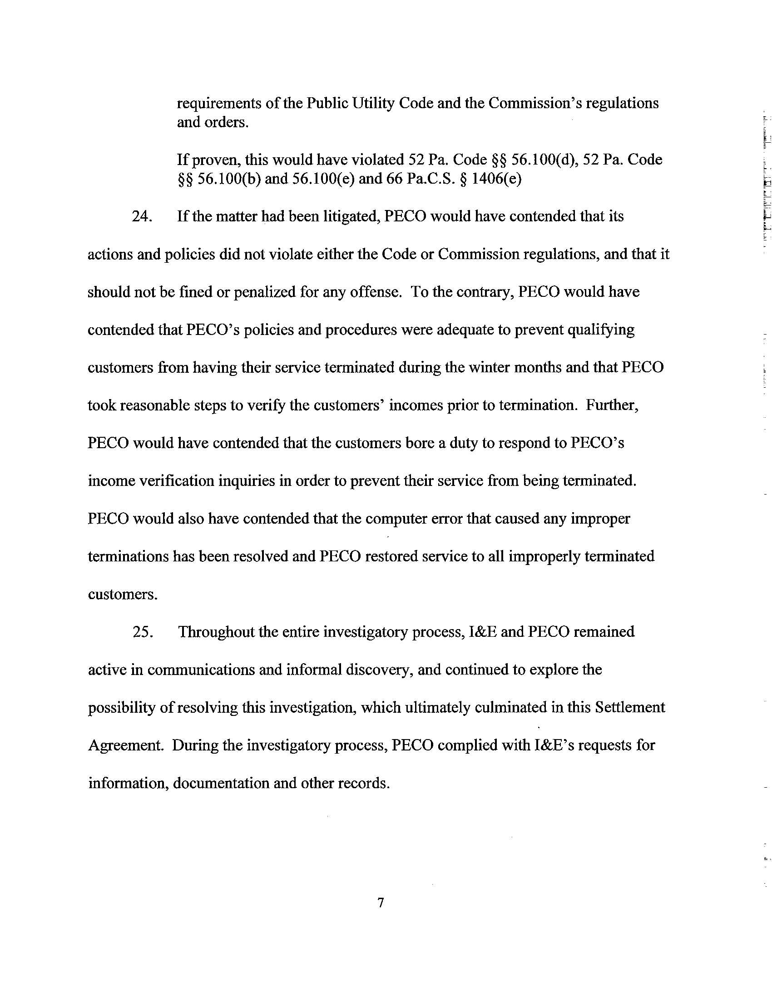 requirements of the Public Utility Code and the Commission's regulations
and orders.
If proven, this would have violated 52 Pa. Code §§ 56.100(d), 52 Pa. Code
§§ 56.100(b) and 56.100(e) and 66 Pa.C.S. § 1406(e)
24. If the matter had been litigated, PECO would have contended that its
actions and policies did not violate either the Code or Commission regulations, and that it
should not be fined or penalized for any offense. To the contrary, PECO would have
contended that PECO's policies and procedures were adequate to prevent qualifying
customers from having their service terminated during the winter months and that PECO
took reasonable steps to verify the customers' incomes prior to termination. Further,
PECO would have contended that the customers bore a duty to respond to PECO's
income verification inquiries in order to prevent their service from being terminated.
PECO would also have contended that the computer error that caused any improper
terminations has been resolved and PECO restored service to all improperly terminated
customers.
25. Throughout the entire investigatory process, I&E and PECO remained
active in communications and informal discovery, and continued to explore the
possibility of resolving this investigation, which ultimately culminated in this Settlement
Agreement. During the investigatory process, PECO complied with I&E's requests for
information, documentation and other records.
7